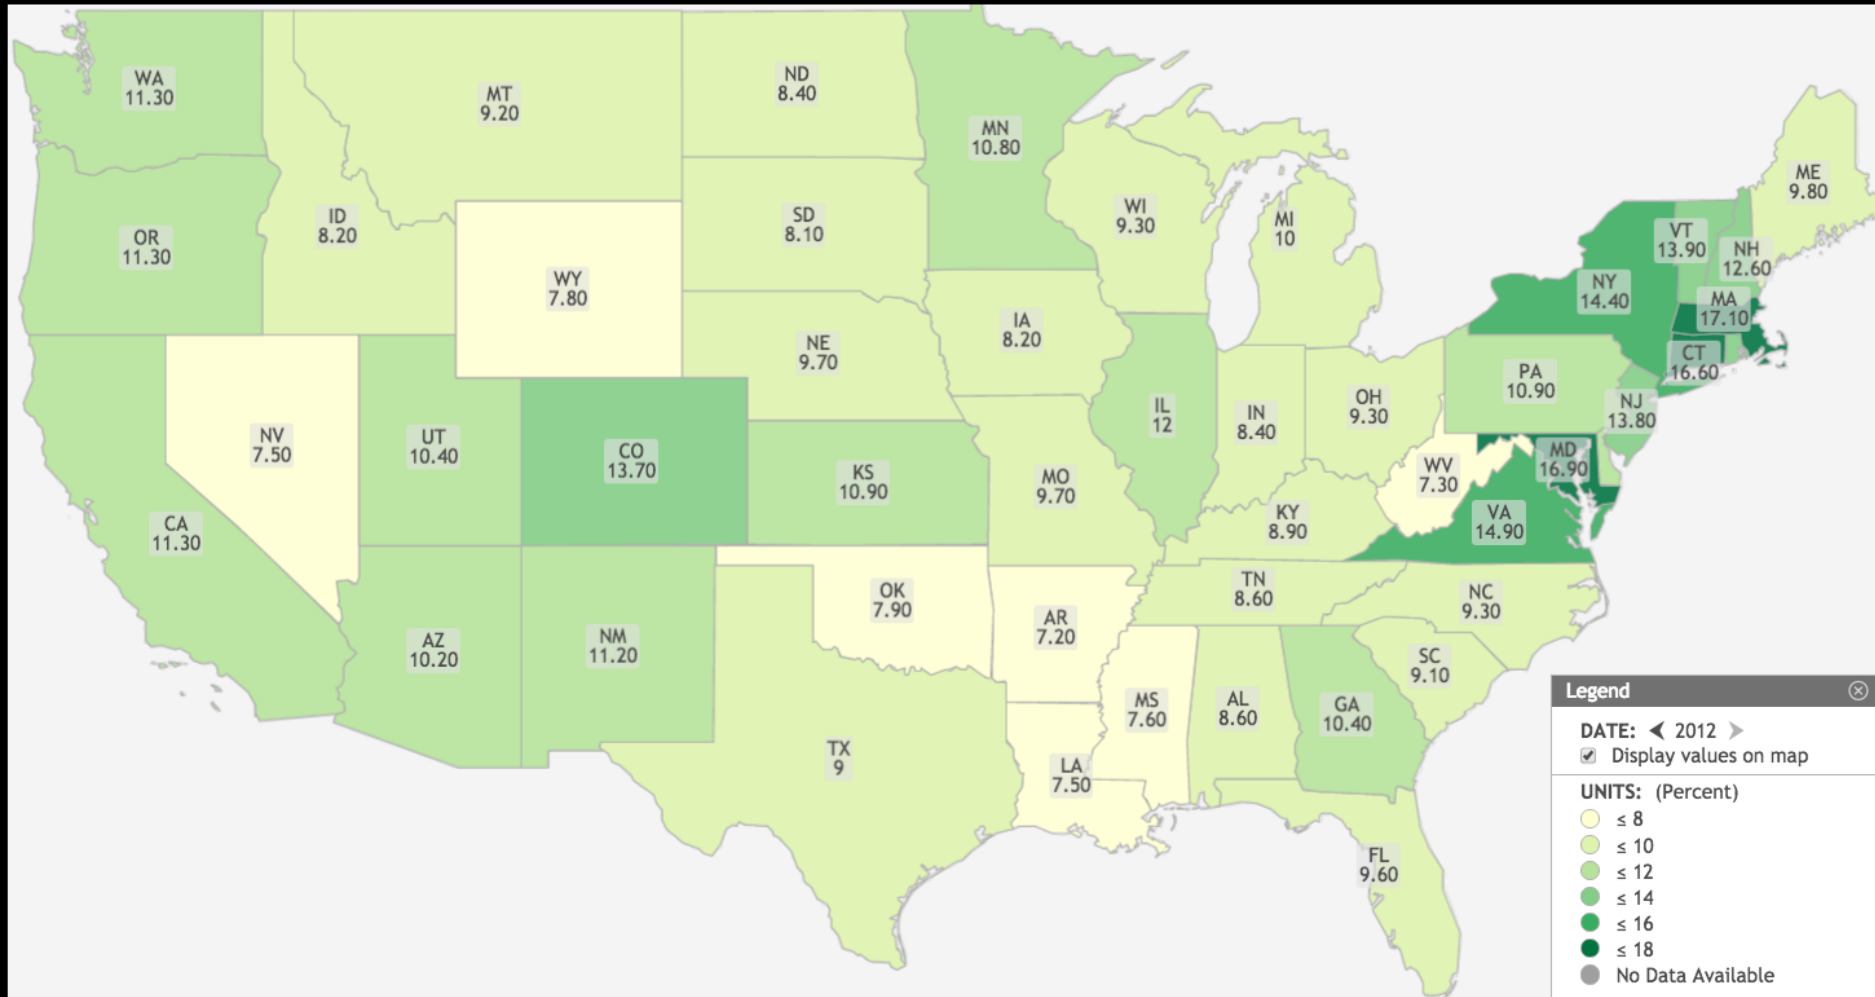 WA
11.30
MT
9.20
ND
8.40
MN
10.80
ME
9.80
OR
11.30
ID
8.20
SD
8.10
WI
9.30
MI
10
VT
13.90
NH
12.60
WY
7.80
NY
14.40
MA
17.10
IA
8.20
NE
9.70
CT
16.60
PA
10.90
NJ
13.80
NV
7.50
UT
10.40
CO
13.70
KS
10.90
MO
9.70
IL
12
IN
8.40
OH
9.30
WV
7.30
MD
16.90
CA
11.30
KY
8.90
VA
14.90
OK
7.90
AR
7.20
TN
8.60
NC
9.30
AZ
10.20
NM
11.20
SC
9.10
TX
9
LA
7.50
MS
7.60
AL
8.60
GA
10.40
FL
9.60
Legend
DATE: 2012
Display values on map
UNITS: (Percent)
≤ 8
≤ 10
≤ 12
≤ 14
≤ 16
≤ 18
No Data Available